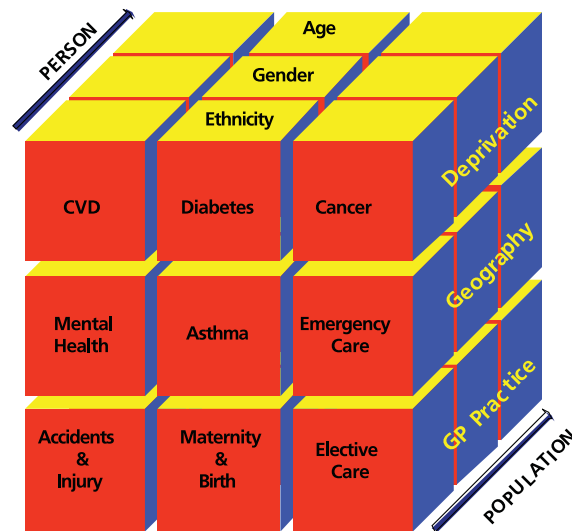 PERSON
Age
Gender
Ethnicity
CVD
Diabetes
Cancer
Deprivation
Mental
Health
Asthma
Emergency
Care
Geography
Accidents
&
Injury
Maternity
&
Birth
Elective
Care
GP Practice
POPULATION